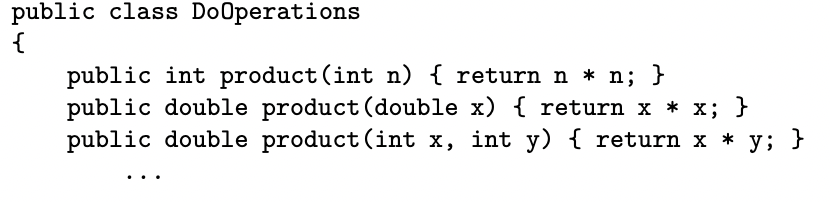 public class DoOperations
{
    public int product(int n) { return n * n; }
    public double product(double x) { return x * x; }
    public double product(int x, int y) { return x * y; }
        ...